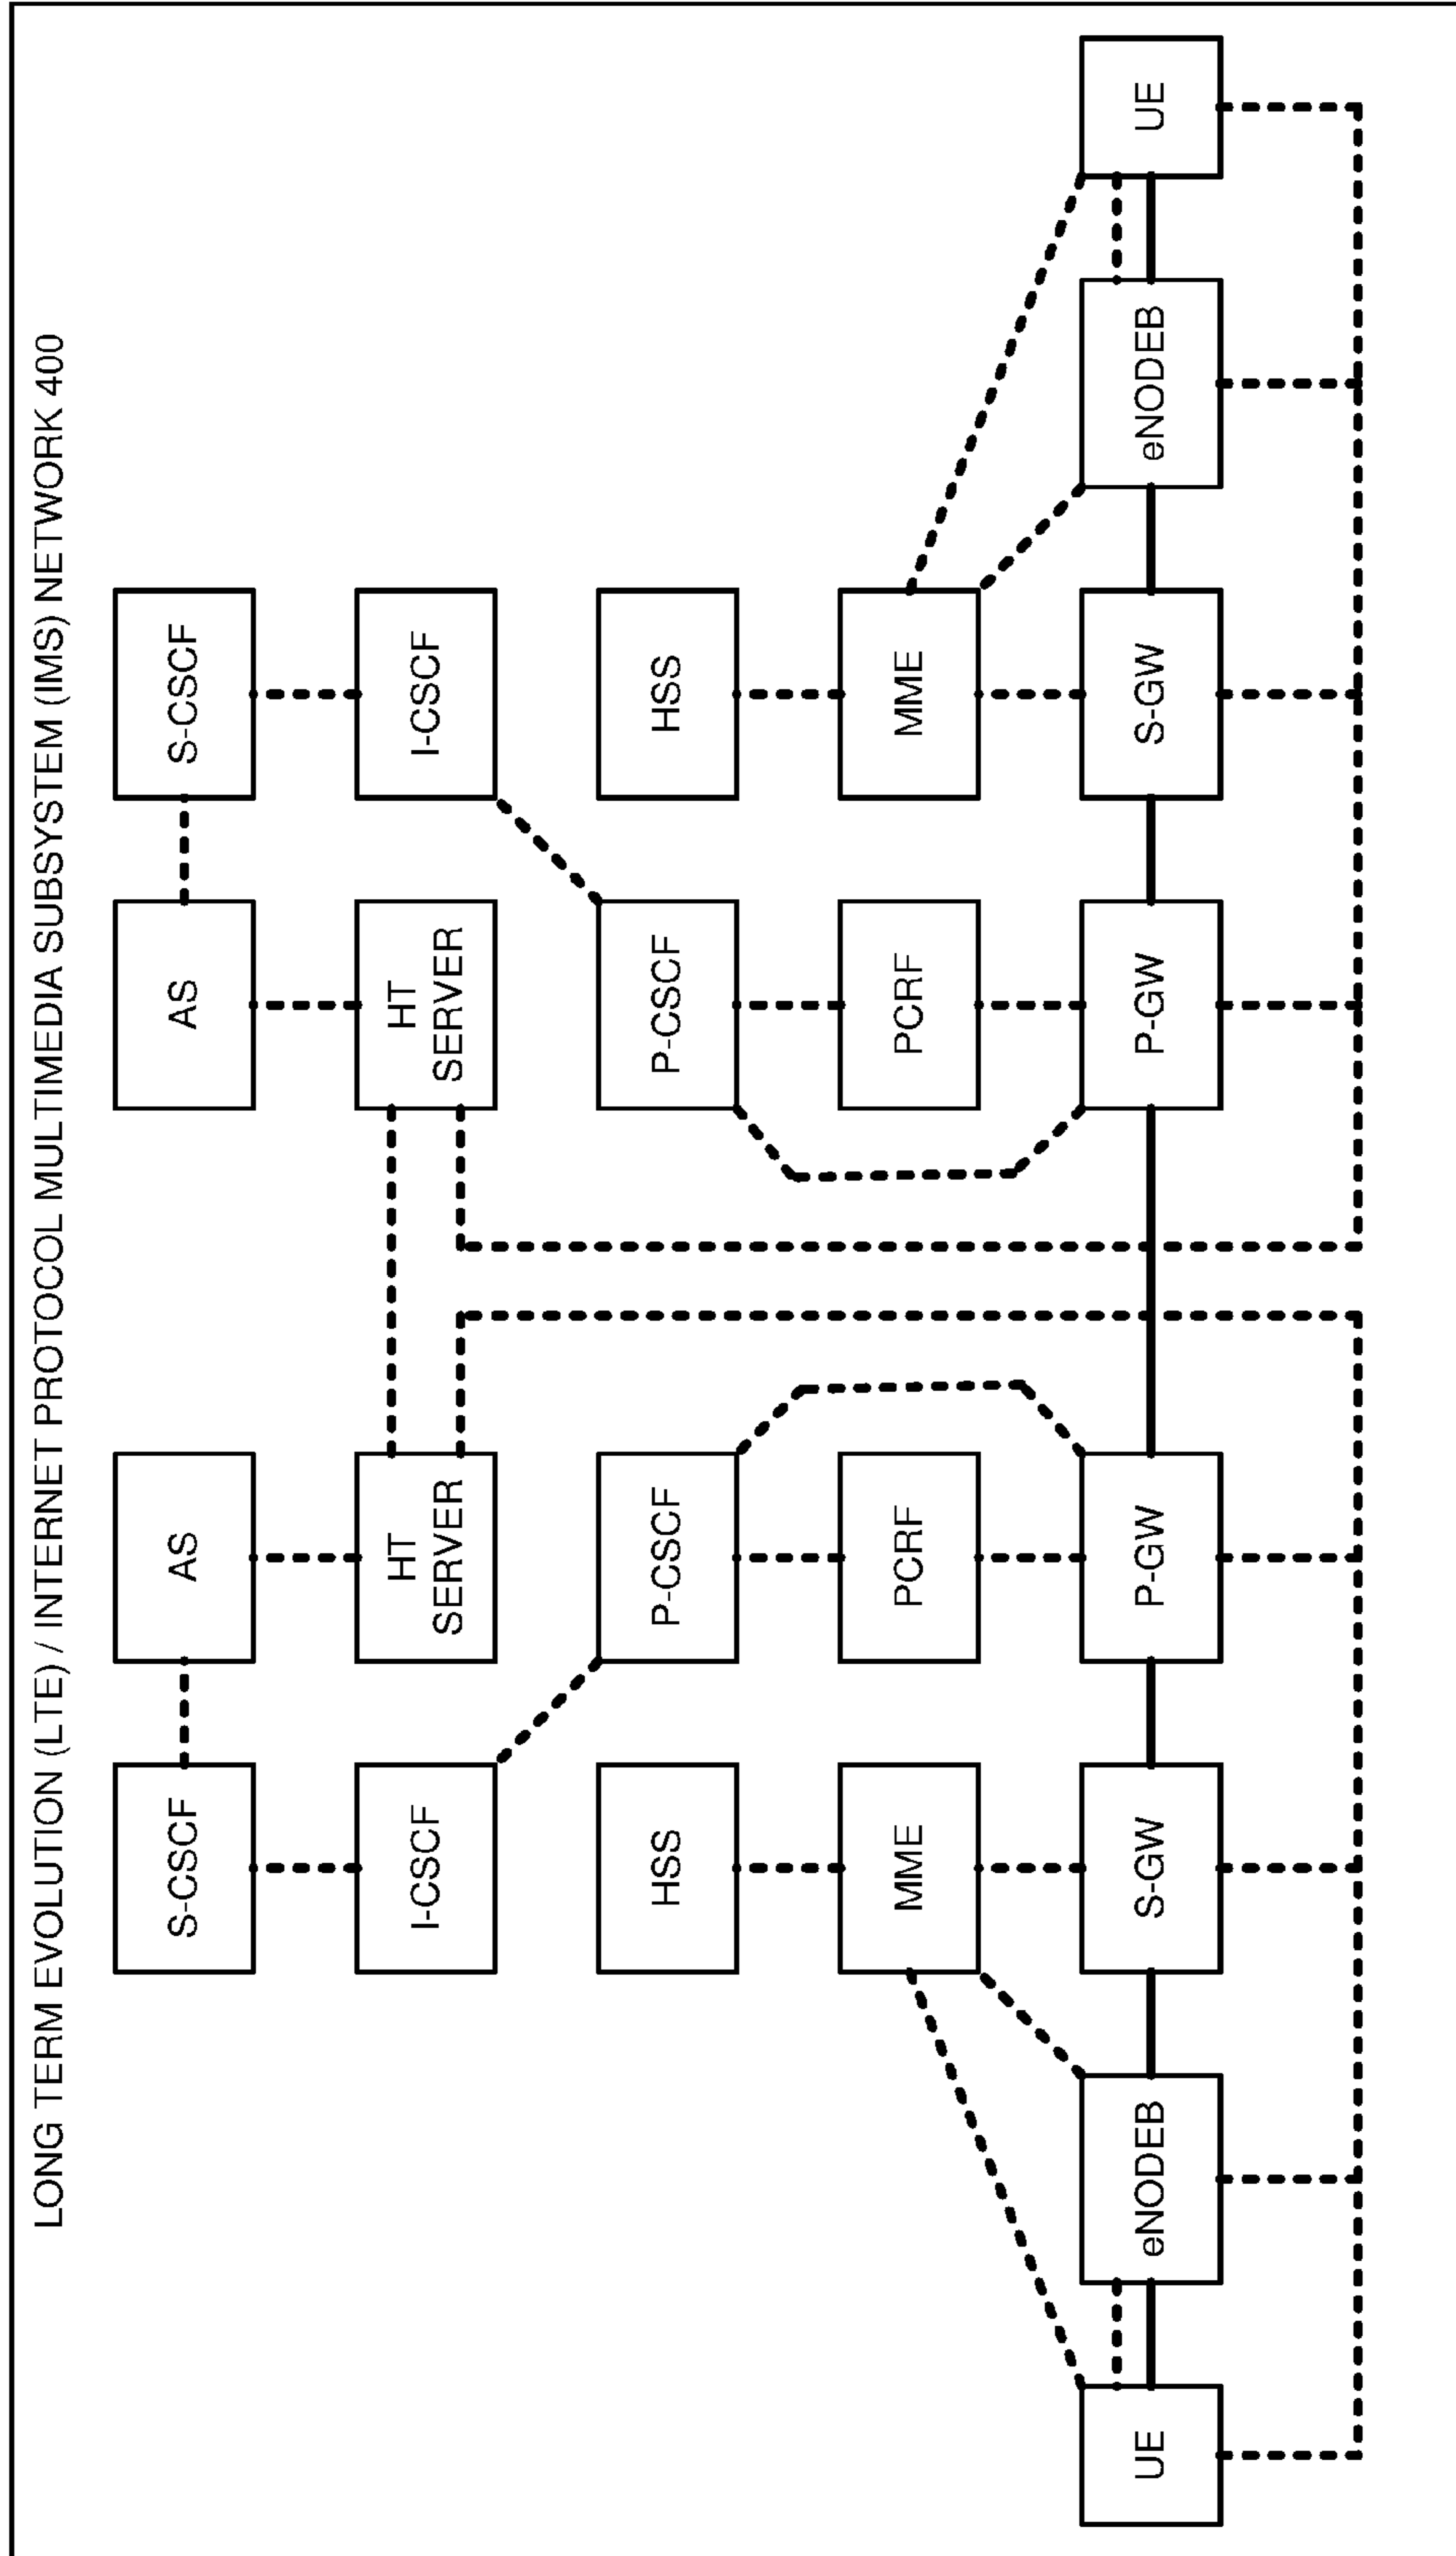 LONG TERM EVOLUTION (LTE) / INTERNET PROTOCOL MULTIMEDIA SUBSYSTEM (IMS) NETWORK 400
S-CSCF
AS
AS
S-CSCF
I-CSCF
HT
SERVER
HT
SERVER
I-CSCF
HSS
P-CSCF
P-CSCF
HSS
MME
PCRF
PCRF
MME
UE
eNODEB
S-GW
P-GW
P-GW
S-GW
eNODEB
UE